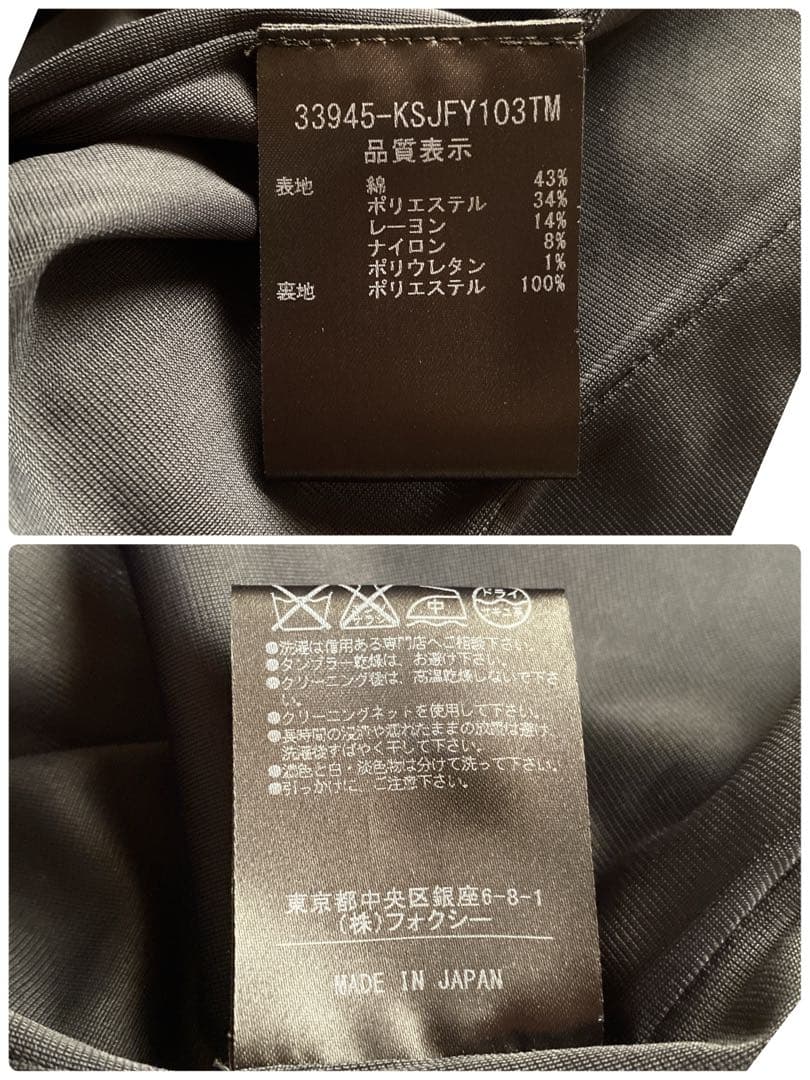 33945-KSJFY103TM
品質表示
表地 綿 43%
ポリエステル 34%
レーヨン 14%
ナイロン 8%
ポリウレタン 1%
裏地 ポリエステル 100%
中 ドライ
●洗濯は信用ある専門店へご相談下さい。
●タンブラー乾燥は、お避け下さい。
●クリーニング後は、高温乾燥しないで下さ
い。
●クリーニングネットを使用して下さい。
●長時間の浸漬や濡れたままの放置は避け、
洗濯後すばやく干して下さい。
●濃色と白・淡色物は分けて洗って下さい。
●引っかけに、ご注意下さい。
東京都中央区銀座6-8-1
(株)フォクシー
MADE IN JAPAN